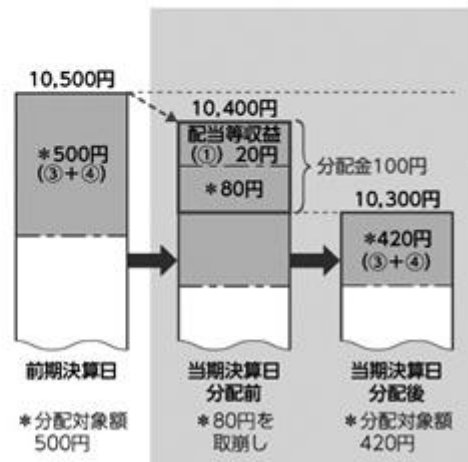 10,500円
*500円
(③+④)
前期決算日
*分配対象額
500円
10,400円
配当等収益
(①) 20円
*80円
分配金100円
当期決算日
分配前
*80円を
取崩し
10,300円
*420円
(③+④)
当期決算日
分配後
*分配対象額
420円